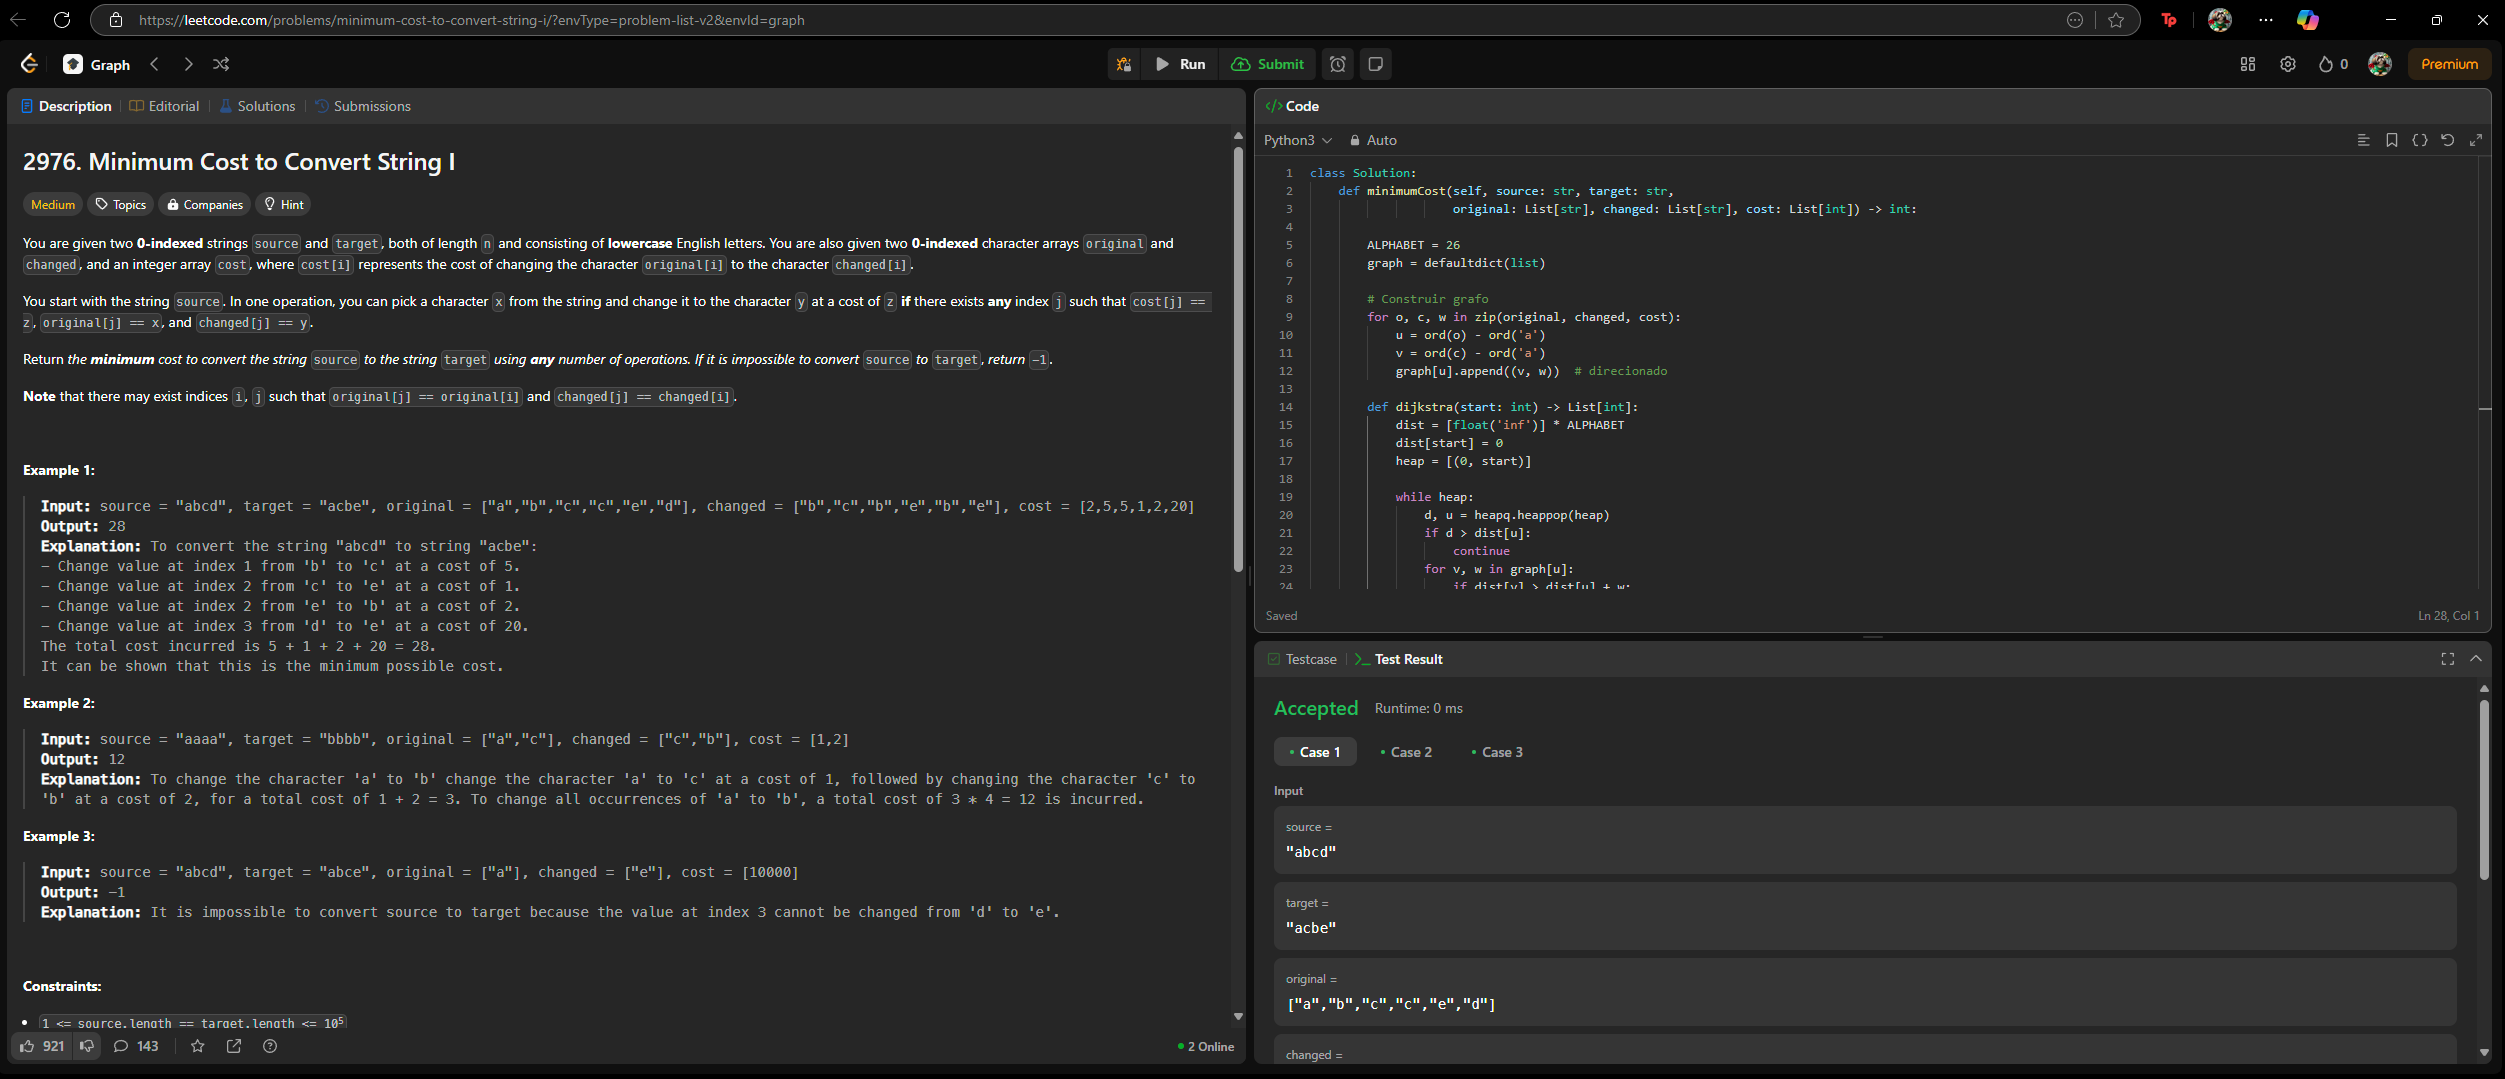 https://leetcode.com/problems/minimum-cost-to-convert-string-i/?envType=problem-list-v2&envId=graph
Tp
Graph
Run
Submit
0
Premium
Description
Editorial
Solutions
Submissions
2976. Minimum Cost to Convert String I
Medium
Topics
Companies
Hint
You are given two 0-indexed strings source and target, both of length n and consisting of lowercase English letters. You are also given two 0-indexed character arrays original and
changed, and an integer array cost, where cost[i] represents the cost of changing the character original[i] to the character changed[i].
You start with the string source. In one operation, you can pick a character x from the string and change it to the character y at a cost of z if there exists any index j such that cost[j] ==
z, original[j] == x, and changed[j] == y.
Return the minimum cost to convert the string source to the string target using any number of operations. If it is impossible to convert source to target, return -1.
Note that there may exist indices i, j such that original[j] == original[i] and changed[j] == changed[i].
Example 1:
Input: source = "abcd", target = "acbe", original = ["a","b","c","c","e","d"], changed = ["b","c","b","e","b","e"], cost = [2,5,5,1,2,20]
Output: 28
Explanation: To convert the string "abcd" to string "acbe":
- Change value at index 1 from 'b' to 'c' at a cost of 5.
- Change value at index 2 from 'c' to 'e' at a cost of 1.
- Change value at index 2 from 'e' to 'b' at a cost of 2.
- Change value at index 3 from 'd' to 'e' at a cost of 20.
The total cost incurred is 5 + 1 + 2 + 20 = 28.
It can be shown that this is the minimum possible cost.
Example 2:
Input: source = "aaaa", target = "bbbb", original = ["a","c"], changed = ["c","b"], cost = [1,2]
Output: 12
Explanation: To change the character 'a' to 'b' change the character 'a' to 'c' at a cost of 1, followed by changing the character 'c' to
'b' at a cost of 2, for a total cost of 1 + 2 = 3. To change all occurrences of 'a' to 'b', a total cost of 3 * 4 = 12 is incurred.
Example 3:
Input: source = "abcd", target = "abce", original = ["a"], changed = ["e"], cost = [10000]
Output: -1
Explanation: It is impossible to convert source to target because the value at index 3 cannot be changed from 'd' to 'e'.
Constraints:
• 1 <= source.length == target.length <= 10⁵
921
143
2 Online
</> Code
Python3
Auto
1 class Solution:
2 def minimumCost(self, source: str, target: str,
3 original: List[str], changed: List[str], cost: List[int]) -> int:
4
5 ALPHABET = 26
6 graph = defaultdict(list)
7
8 # Construir grafo
9 for o, c, w in zip(original, changed, cost):
10 u = ord(o) - ord('a')
11 v = ord(c) - ord('a')
12 graph[u].append((v, w)) # direcionado
13
14 def dijkstra(start: int) -> List[int]:
15 dist = [float('inf')] * ALPHABET
16 dist[start] = 0
17 heap = [(0, start)]
18
19 while heap:
20 d, u = heapq.heappop(heap)
21 if d > dist[u]:
22 continue
23 for v, w in graph[u]:
24 if dist[v] > dist[u] + w:
Saved
Ln 28, Col 1
Testcase
Test Result
Accepted
Runtime: 0 ms
Case 1
Case 2
Case 3
Input
source =
"abcd"
target =
"acbe"
original =
["a","b","c","c","e","d"]
changed =